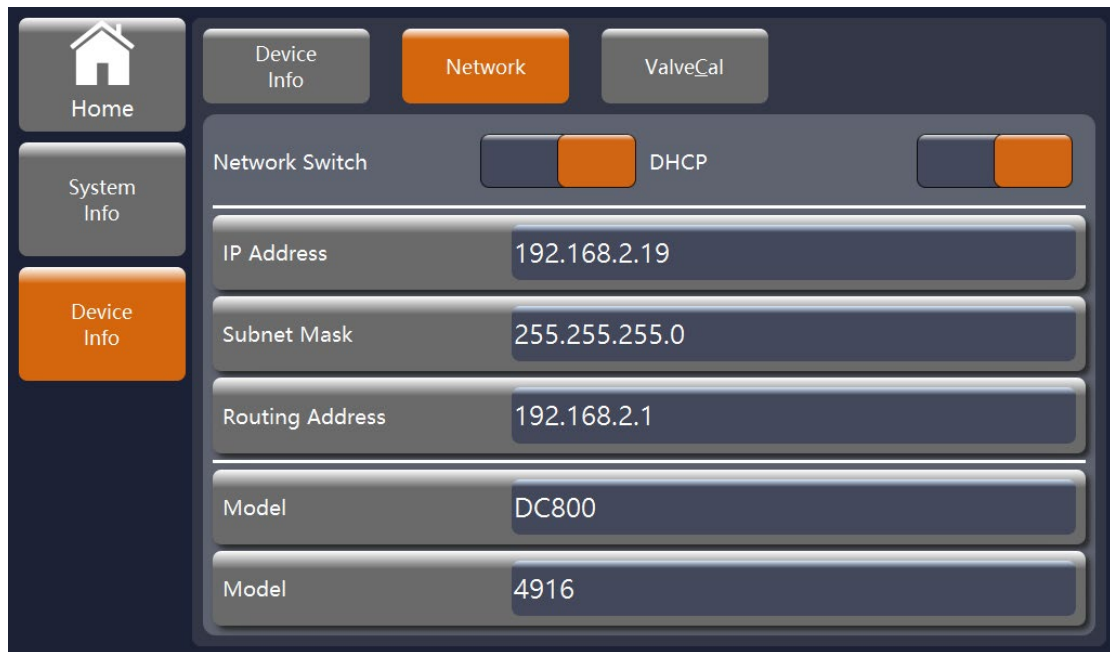 Home
System
Info
Device
Info
Device
Info
Network
ValveCal
Network Switch
DHCP
IP Address 192.168.2.19
Subnet Mask 255.255.255.0
Routing Address 192.168.2.1
Model DC800
Model 4916